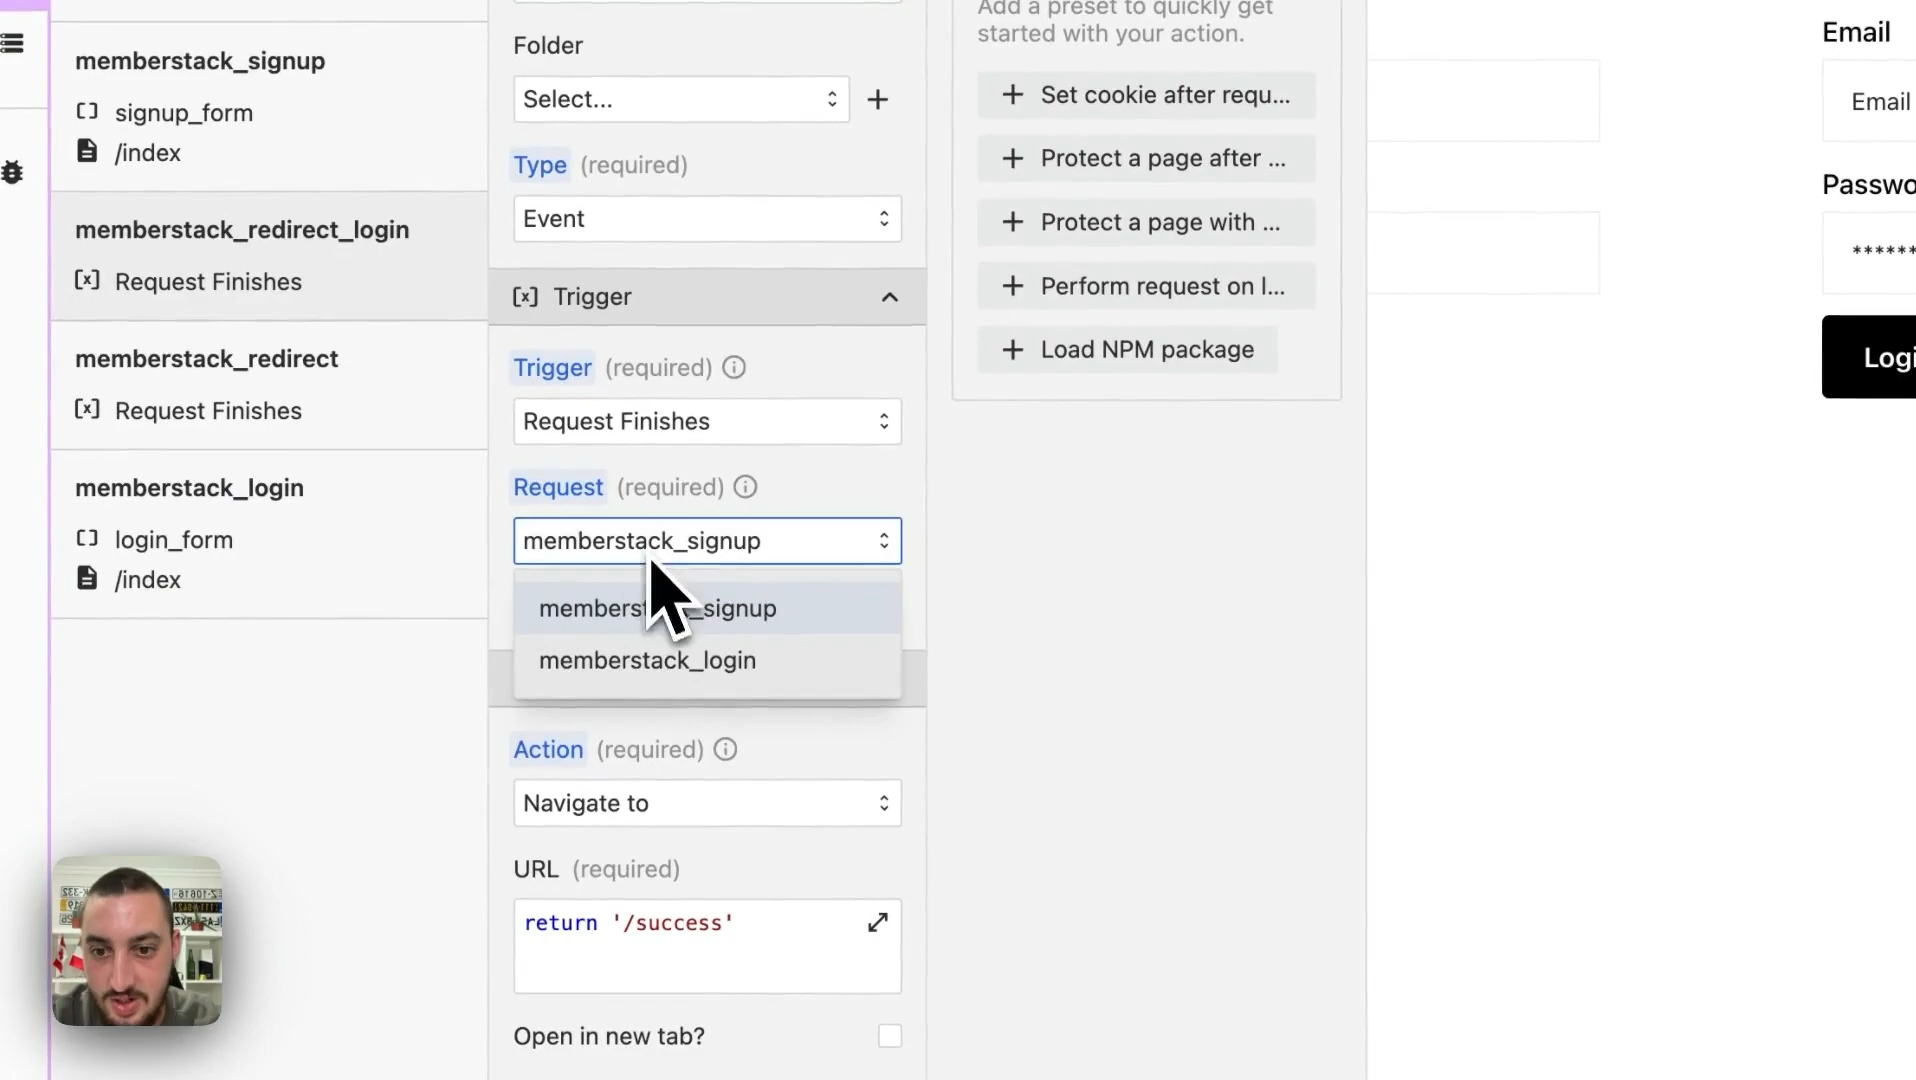 memberstack_signup
signup_form
/index
memberstack_redirect_login
Request Finishes
memberstack_redirect
Request Finishes
memberstack_login
login_form
/index
Folder
Select...
Type (required)
Event
Trigger
Trigger (required)
Request Finishes
Request (required)
memberstack_signup
memberstack_signup
memberstack_login
Action (required)
Navigate to
URL (required)
return '/success'
Open in new tab?
Add a preset to quickly get
started with your action.
Set cookie after requ...
Protect a page after ...
Protect a page with ...
Perform request on l...
Load NPM package
Email
Email
Passwo
*******
Logi